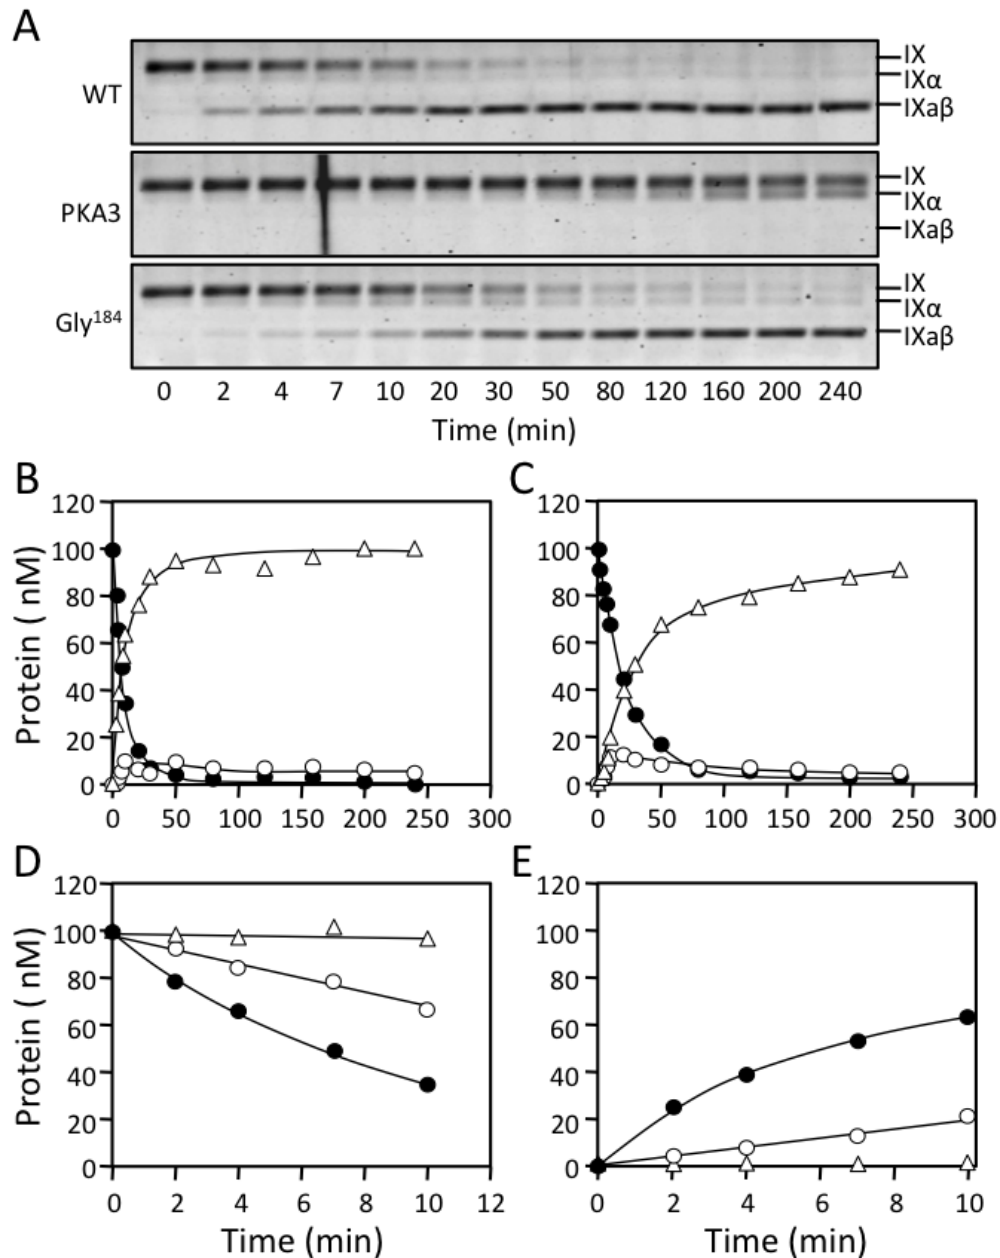 A
WT
IX
IXα
IXaβ
PKA3
IX
IXα
IXaβ
Gly184
IX
IXα
IXaβ
0 2 4 7 10 20 30 50 80 120 160 200 240
Time (min)
B
120
100
80
60
40
20
0
0 50 100 150 200 250 300
Protein ( nM)
C
120
100
80
60
40
20
0
0 50 100 150 200 250 300
D
120
100
80
60
40
20
0
0 2 4 6 8 10 12
Protein ( nM)
Time (min)
E
120
100
80
60
40
20
0
0 2 4 6 8 10
Time (min)